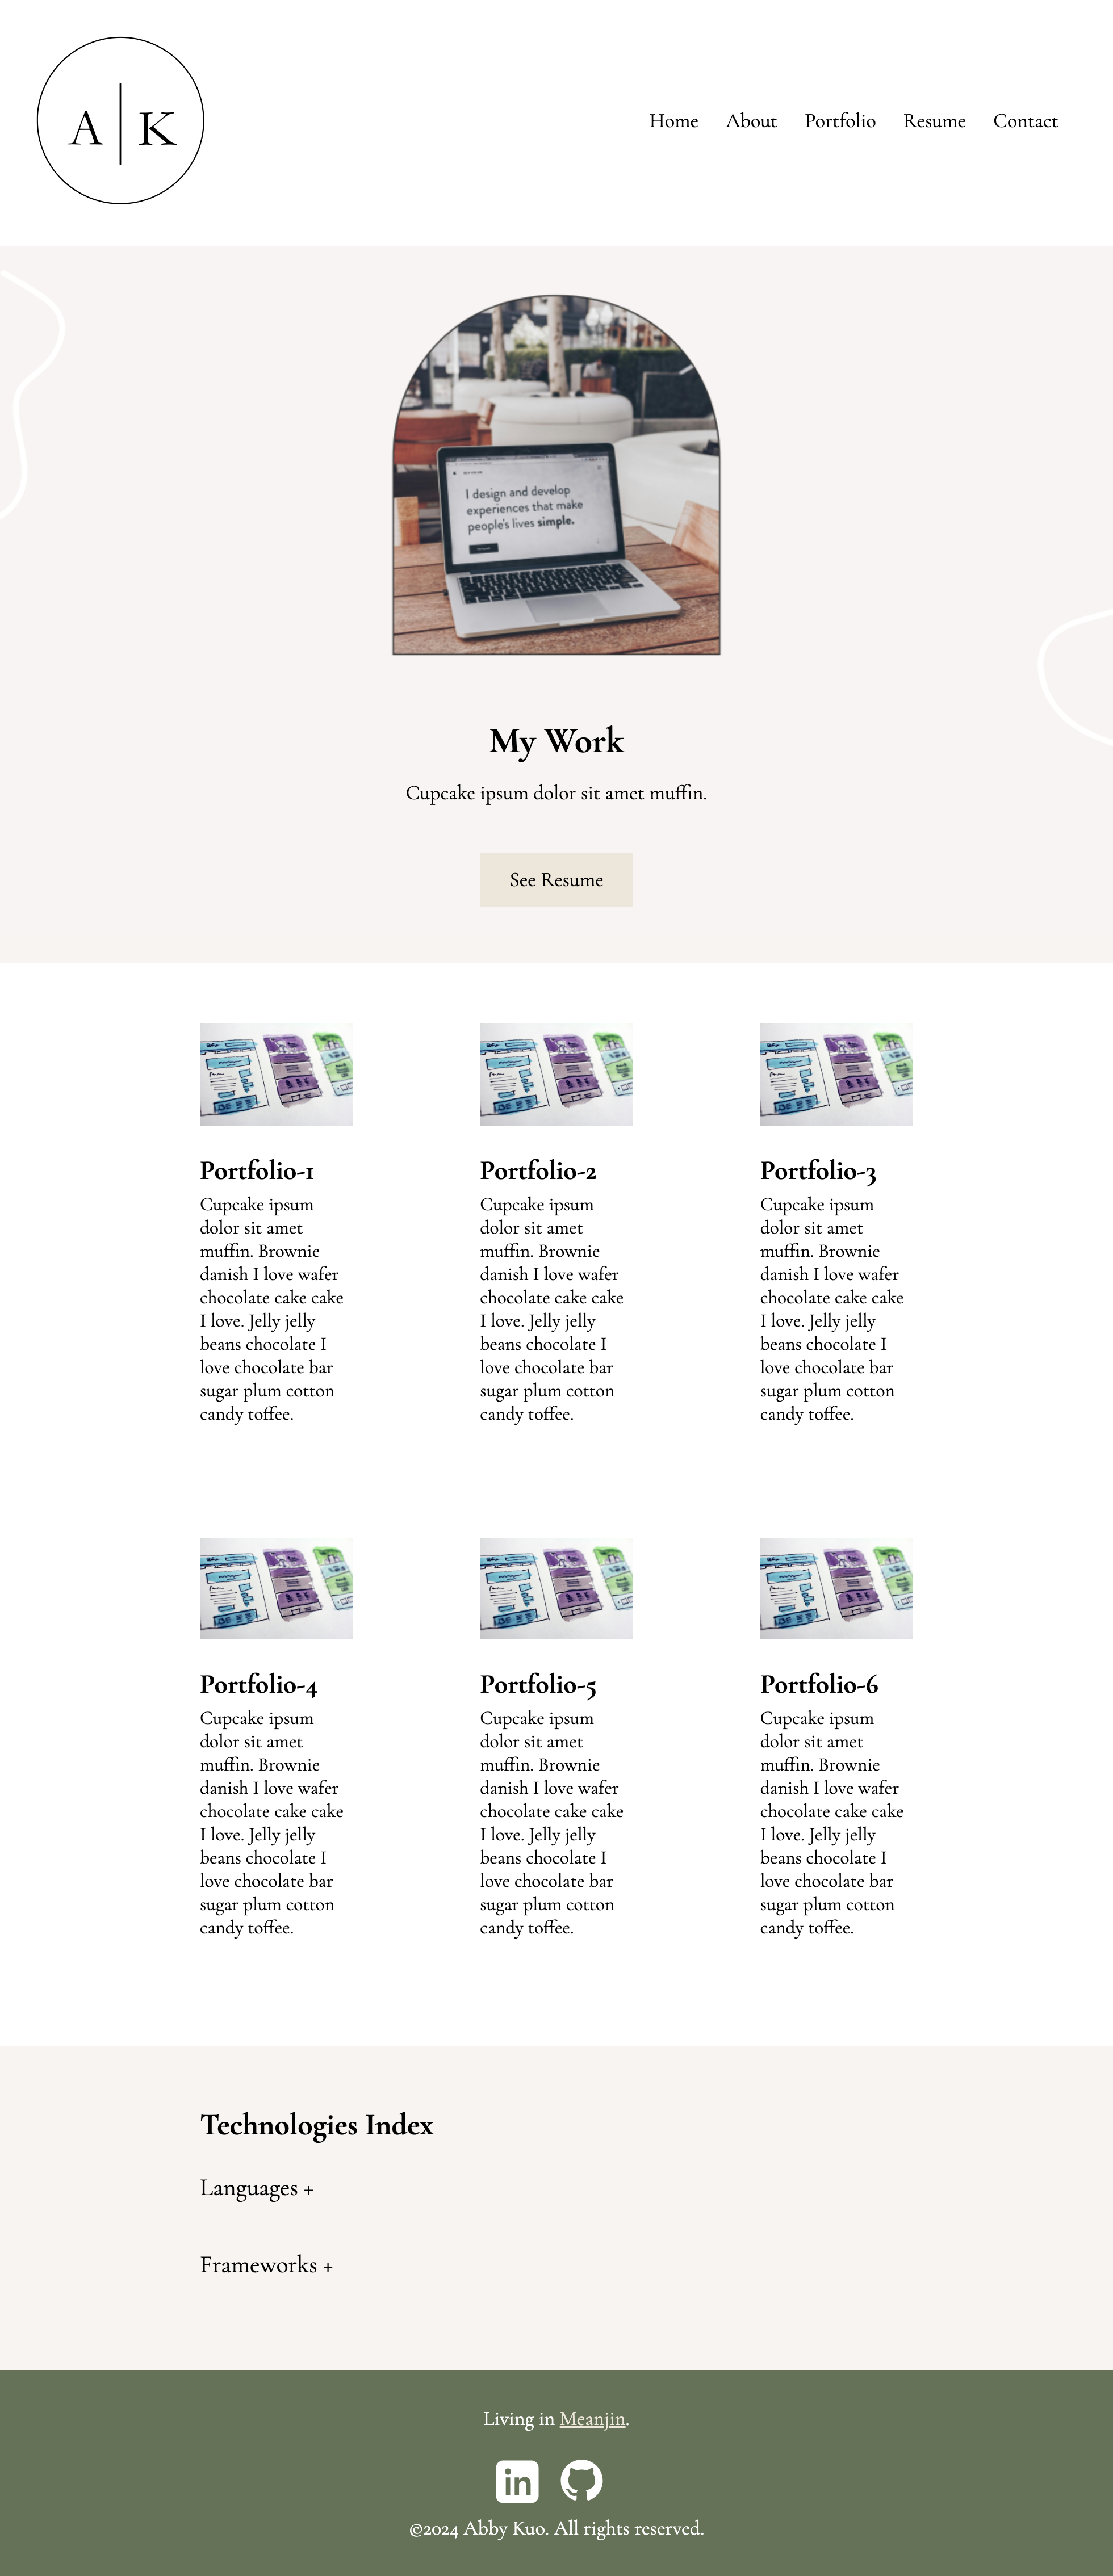 A | K
Home About Portfolio Resume Contact
I design and develop
experiences that make
people's lives simple.
My Work
Cupcake ipsum dolor sit amet muffin.
See Resume
Portfolio-1
Cupcake ipsum
dolor sit amet
muffin. Brownie
danish I love wafer
chocolate cake cake
I love. Jelly jelly
beans chocolate I
love chocolate bar
sugar plum cotton
candy toffee.
Portfolio-2
Cupcake ipsum
dolor sit amet
muffin. Brownie
danish I love wafer
chocolate cake cake
I love. Jelly jelly
beans chocolate I
love chocolate bar
sugar plum cotton
candy toffee.
Portfolio-3
Cupcake ipsum
dolor sit amet
muffin. Brownie
danish I love wafer
chocolate cake cake
I love. Jelly jelly
beans chocolate I
love chocolate bar
sugar plum cotton
candy toffee.
Portfolio-4
Cupcake ipsum
dolor sit amet
muffin. Brownie
danish I love wafer
chocolate cake cake
I love. Jelly jelly
beans chocolate I
love chocolate bar
sugar plum cotton
candy toffee.
Portfolio-5
Cupcake ipsum
dolor sit amet
muffin. Brownie
danish I love wafer
chocolate cake cake
I love. Jelly jelly
beans chocolate I
love chocolate bar
sugar plum cotton
candy toffee.
Portfolio-6
Cupcake ipsum
dolor sit amet
muffin. Brownie
danish I love wafer
chocolate cake cake
I love. Jelly jelly
beans chocolate I
love chocolate bar
sugar plum cotton
candy toffee.
Technologies Index
Languages +
Frameworks +
Living in Meanjin.
in
©2024 Abby Kuo. All rights reserved.